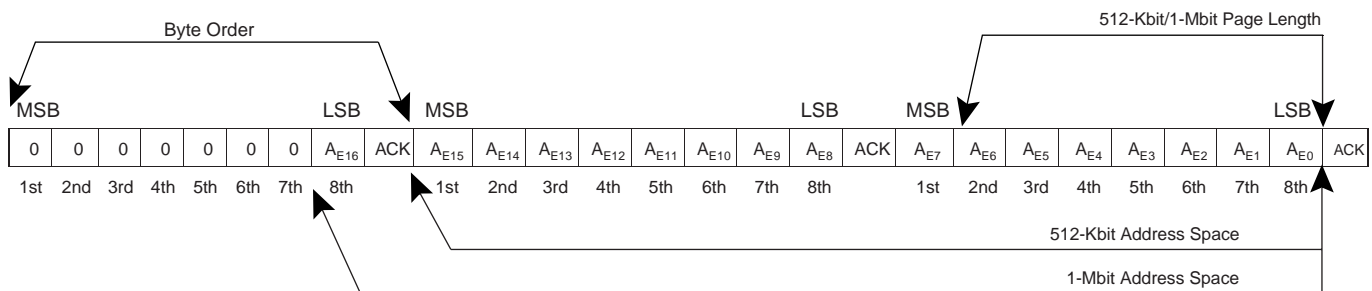 512-Kbit/1-Mbit Page Length
Byte Order
MSB LSB MSB LSB MSB LSB
0 0 0 0 0 0 0 AE16 ACK AE15 AE14 AE13 AE12 AE11 AE10 AE9 AE8 ACK AE7 AE6 AE5 AE4 AE3 AE2 AE1 AE0 ACK
1st 2nd 3rd 4th 5th 6th 7th 8th 1st 2nd 3rd 4th 5th 6th 7th 8th 1st 2nd 3rd 4th 5th 6th 7th 8th
512-Kbit Address Space
1-Mbit Address Space